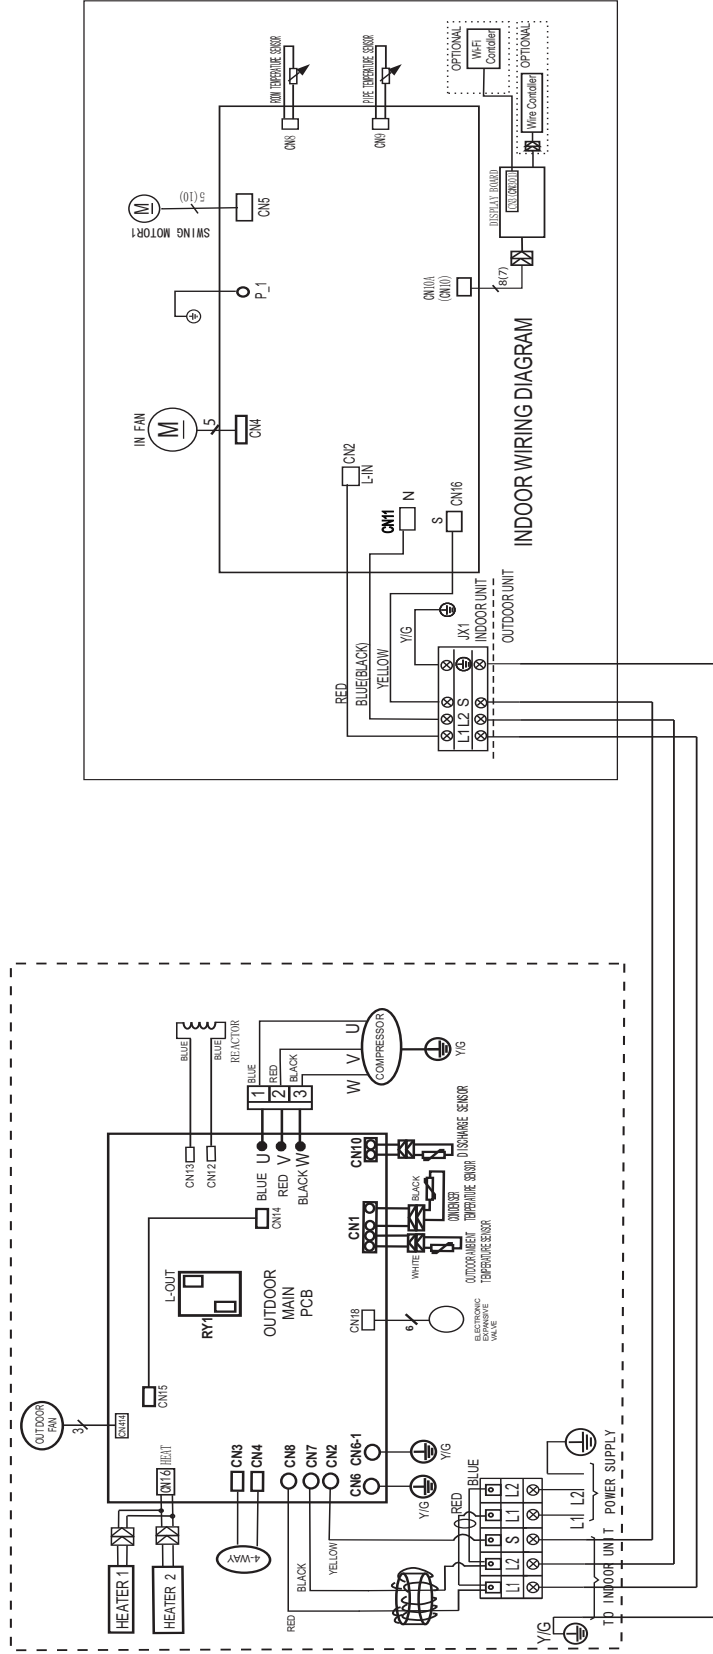 INDOOR WIRING DIAGRAM
ROOM TEMPERATURE SENSOR
CN8
PIPE TEMPERATURE SENSOR
CN9
OPTIONAL
Wi-Fi
Contaller
OPTIONAL
Wire Contaller
DISPLAY BOARD
8(7)
CN10A
(CN10)
M
SWING MOTOR1
5(10)
CN5
P_1
IN FAN
M
5
CN4
CN2
L-IN
CN11
N
S
CN16
RED
BLUE(BLACK)
YELLOW
Y/G
JX1
INDOOR UNIT
OUTDOOR UNIT
L1 L2 S
BLUE
BLUE
REACTOR
CN13
CN12
BLUE
RED
BLACK
U
V
W
COMPRESSOR
Y/G
1
2
3
BLUE U
RED V
BLACK W
CN14
CN15
L-OUT
RY1
OUTDOOR
MAIN
PCB
CN10
DISCHARGE SENSOR
CN1
BLACK
CONDENSER
TEMPERATURE SENSOR
WHITE
OUTDOOR AMBIENT
TEMPERATURE SENSOR
CN18
6
ELECTRONIC
EXPANSIVE
VALVE
OUTDOOR
FAN
3
CN414
CN16
HEAT
HEATER 1
HEATER 2
CN3
CN4
4-WAY
CN8
CN7
CN2
CN6
CN6-1
Y/G
Y/G
RED
BLACK
YELLOW
RED
BLUE
L1 L2 S L1 L2
L1 L2
POWER SUPPLY
TO INDOOR UNIT
Y/G